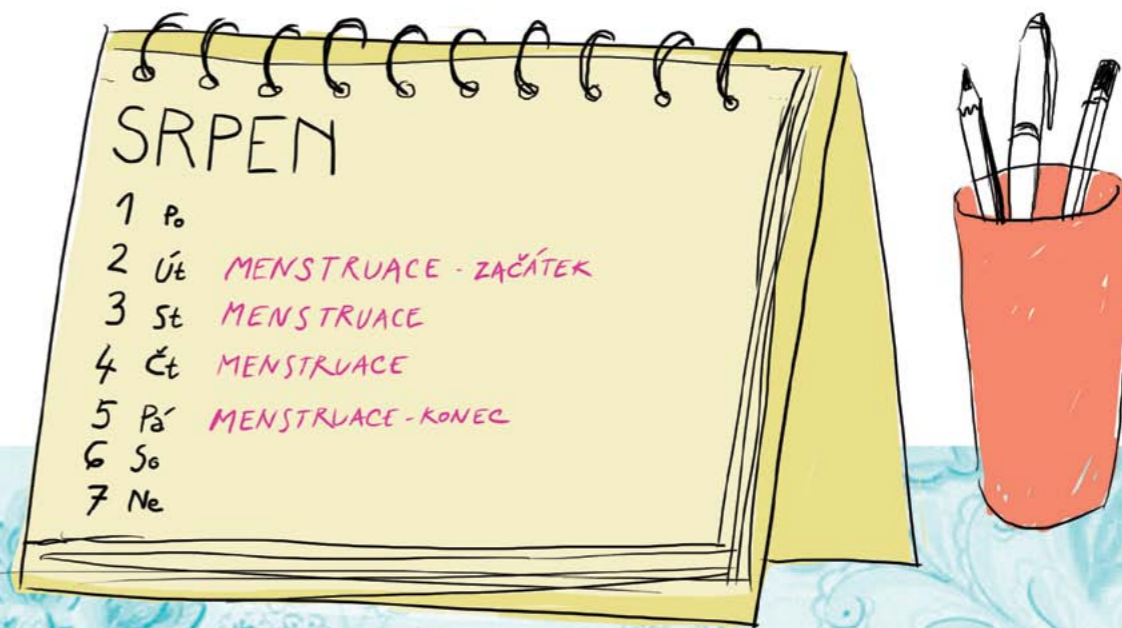 SRPEN
1 Po
2 Út MENSTRUACE - ZAČÁTEK
3 St MENSTRUACE
4 Čt MENSTRUACE
5 Pá MENSTRUACE - KONEC
6 So
7 Ne